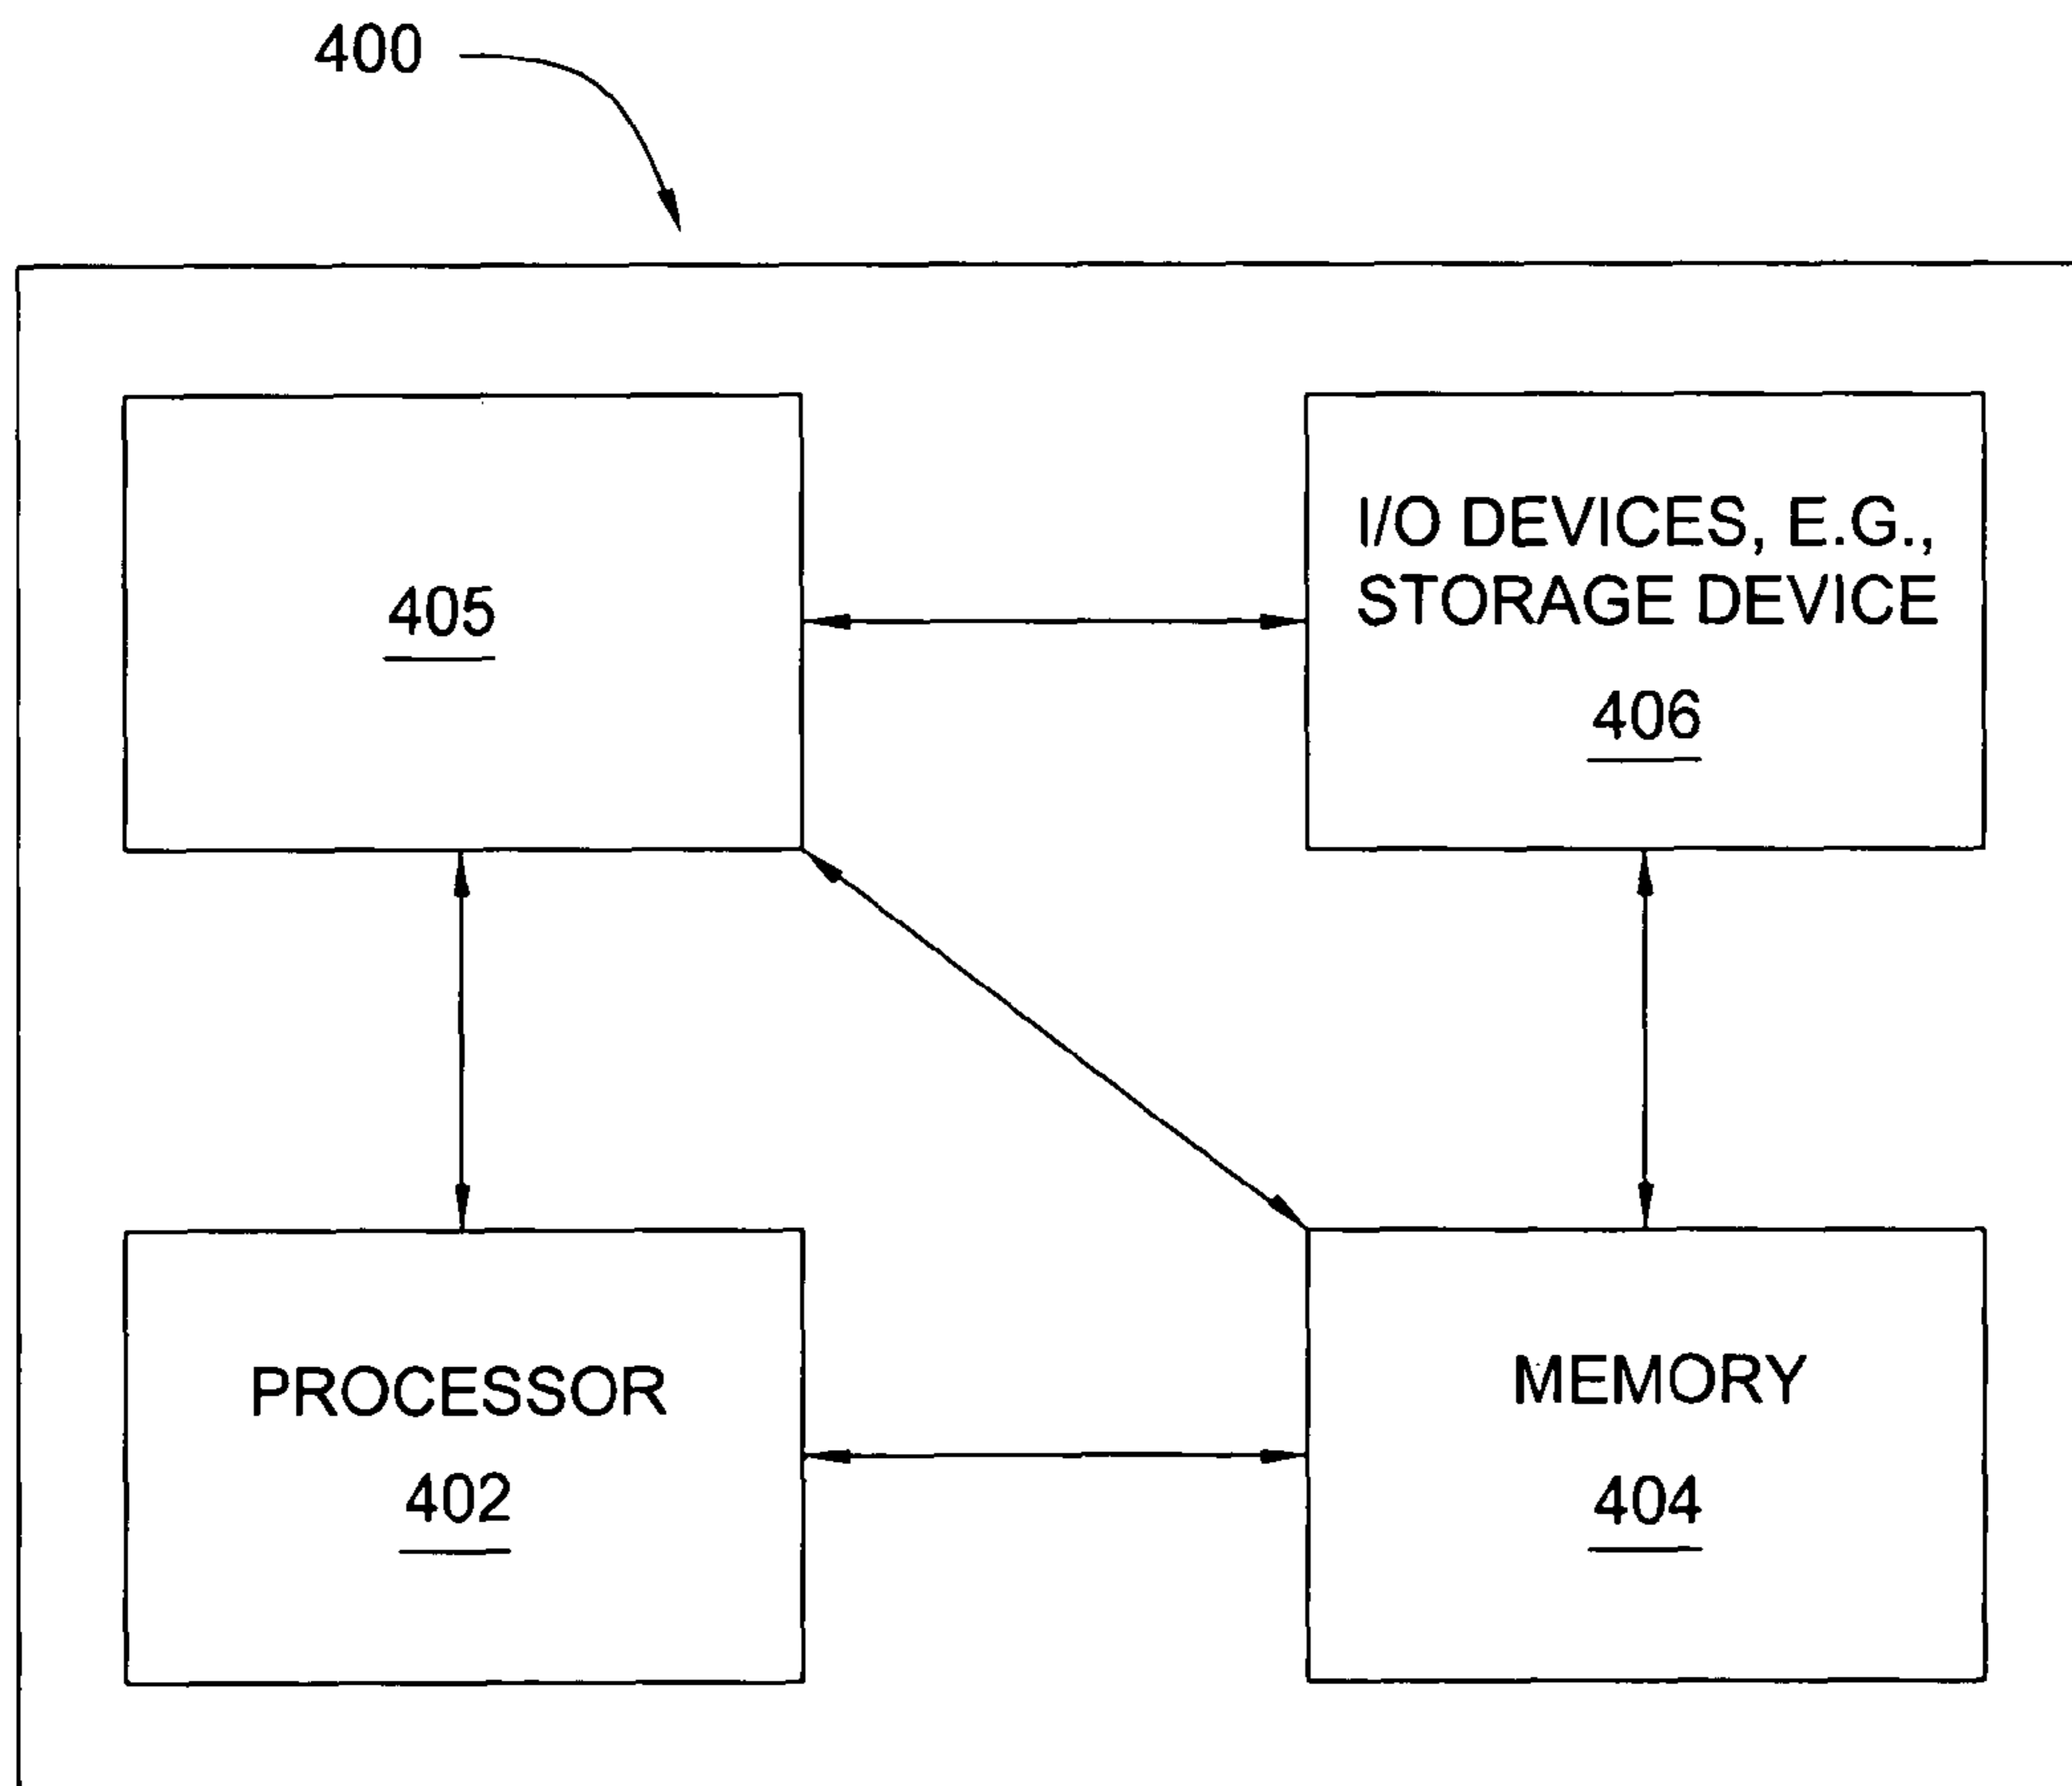 400
405
I/O DEVICES, E.G.,
STORAGE DEVICE
406
PROCESSOR
402
MEMORY
404